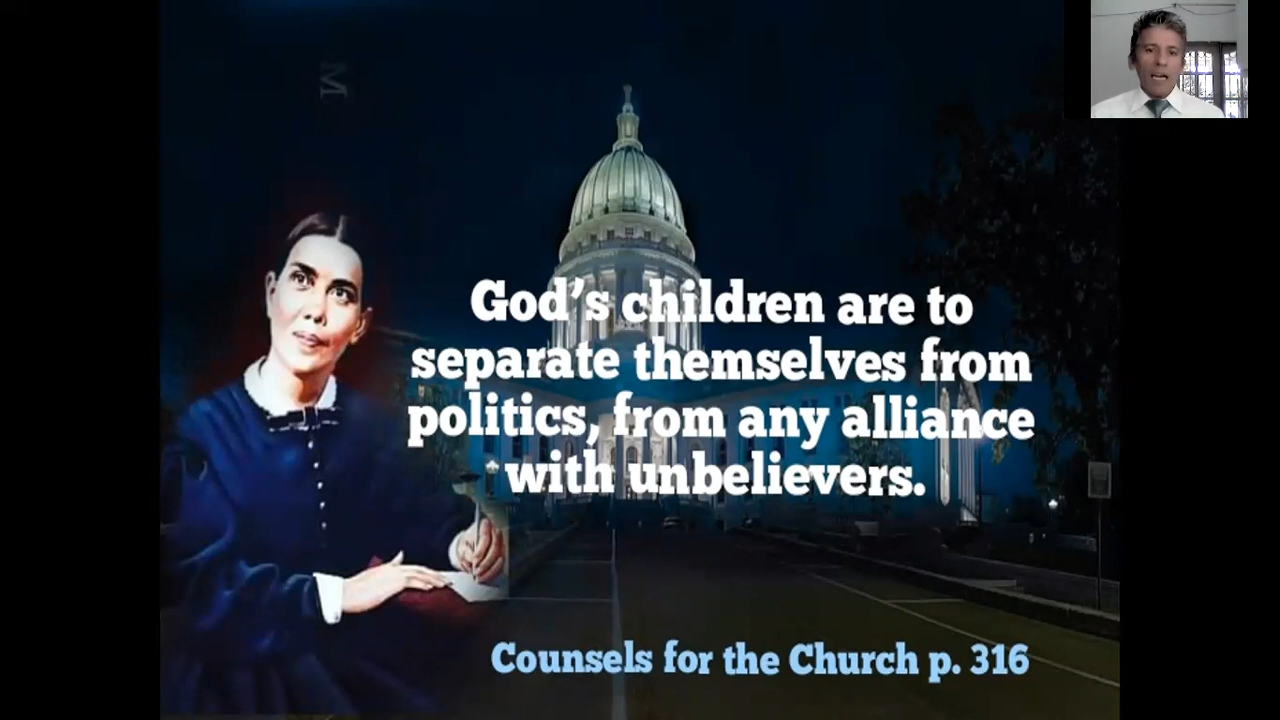 M
God's children are to
separate themselves from
politics, from any alliance
with unbelievers.
Counsels for the Church p. 316